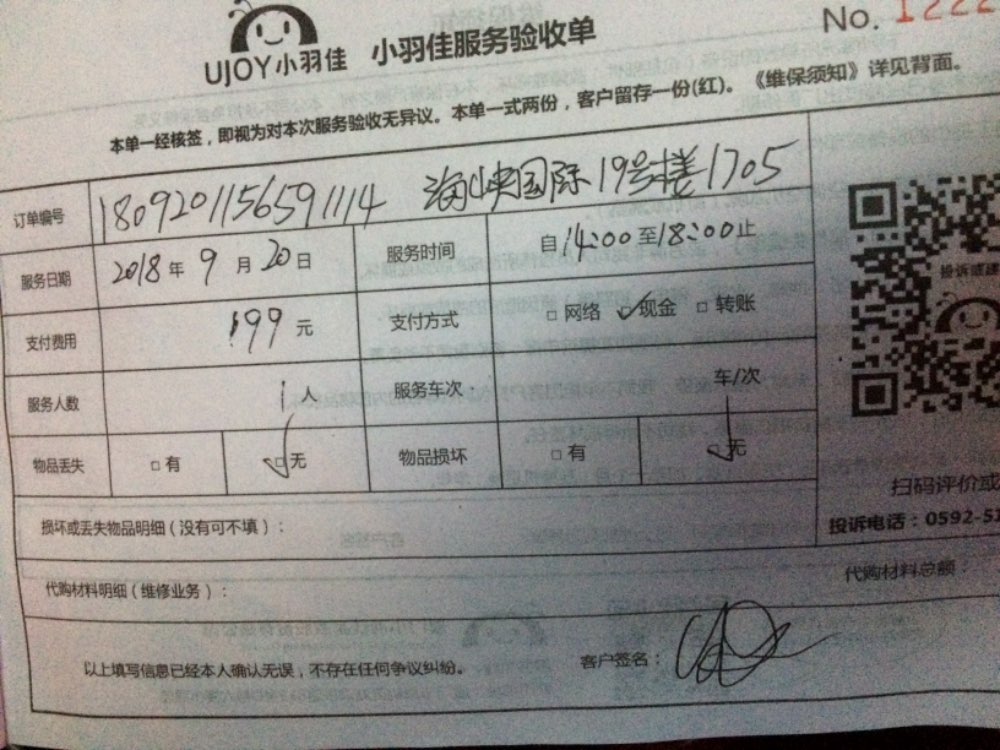 UJOY小羽佳 小羽佳服务验收单 No. 1222
本单一经核签，即视为对本次服务验收无异议。本单一式两份，客户留存一份(红)。《维保须知》详见背面。
订单编号 1809201156591114 海峡国际19号楼1705
服务日期 2018年9月20日 服务时间 自14:00至18:00止
支付费用 199元 支付方式 □网络 ☑现金 □转账
服务人数 1人 服务车次 车/次
物品丢失 □有 ☑无 物品损坏 □有 ☑无
投诉或建
扫码评价或
投诉电话：0592-52
损坏或丢失物品明细（没有可不填）：
代购材料明细（维修业务）： 代购材料总额：
以上填写信息已经本人确认无误，不存在任何争议纠纷。 客户签名：